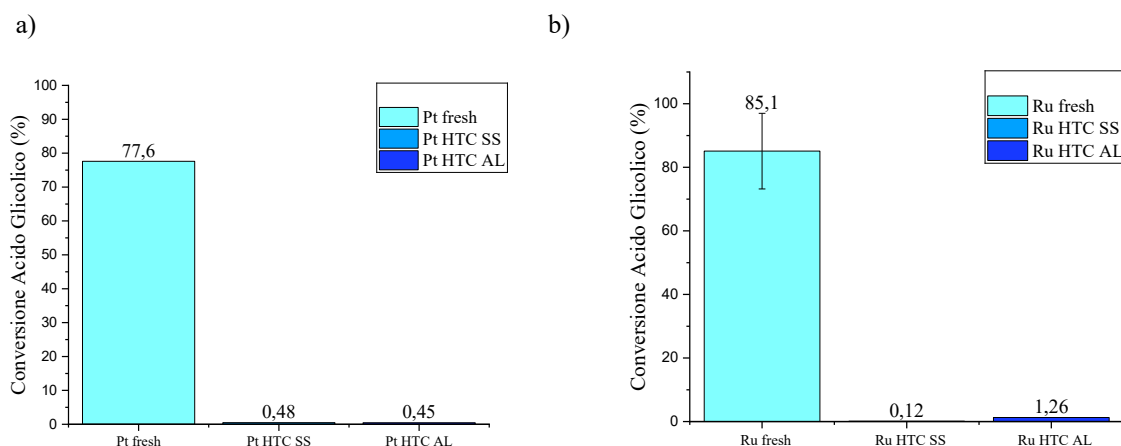 a)
Conversione Acido Glicolico (%)
100
90
80
70
60
50
40
30
20
10
0
77,6
0,48
0,45
Pt fresh
Pt HTC SS
Pt HTC AL
Pt fresh
Pt HTC SS
Pt HTC AL
b)
Conversione Acido Glicolico (%)
100
80
60
40
20
0
85,1
0,12
1,26
Ru fresh
Ru HTC SS
Ru HTC AL
Ru fresh
Ru HTC SS
Ru HTC AL